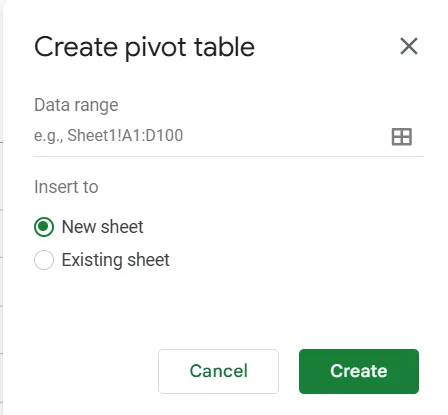 Create pivot table
Data range
e.g., Sheet1!A1:D100
Insert to
New sheet
Existing sheet
Cancel
Create